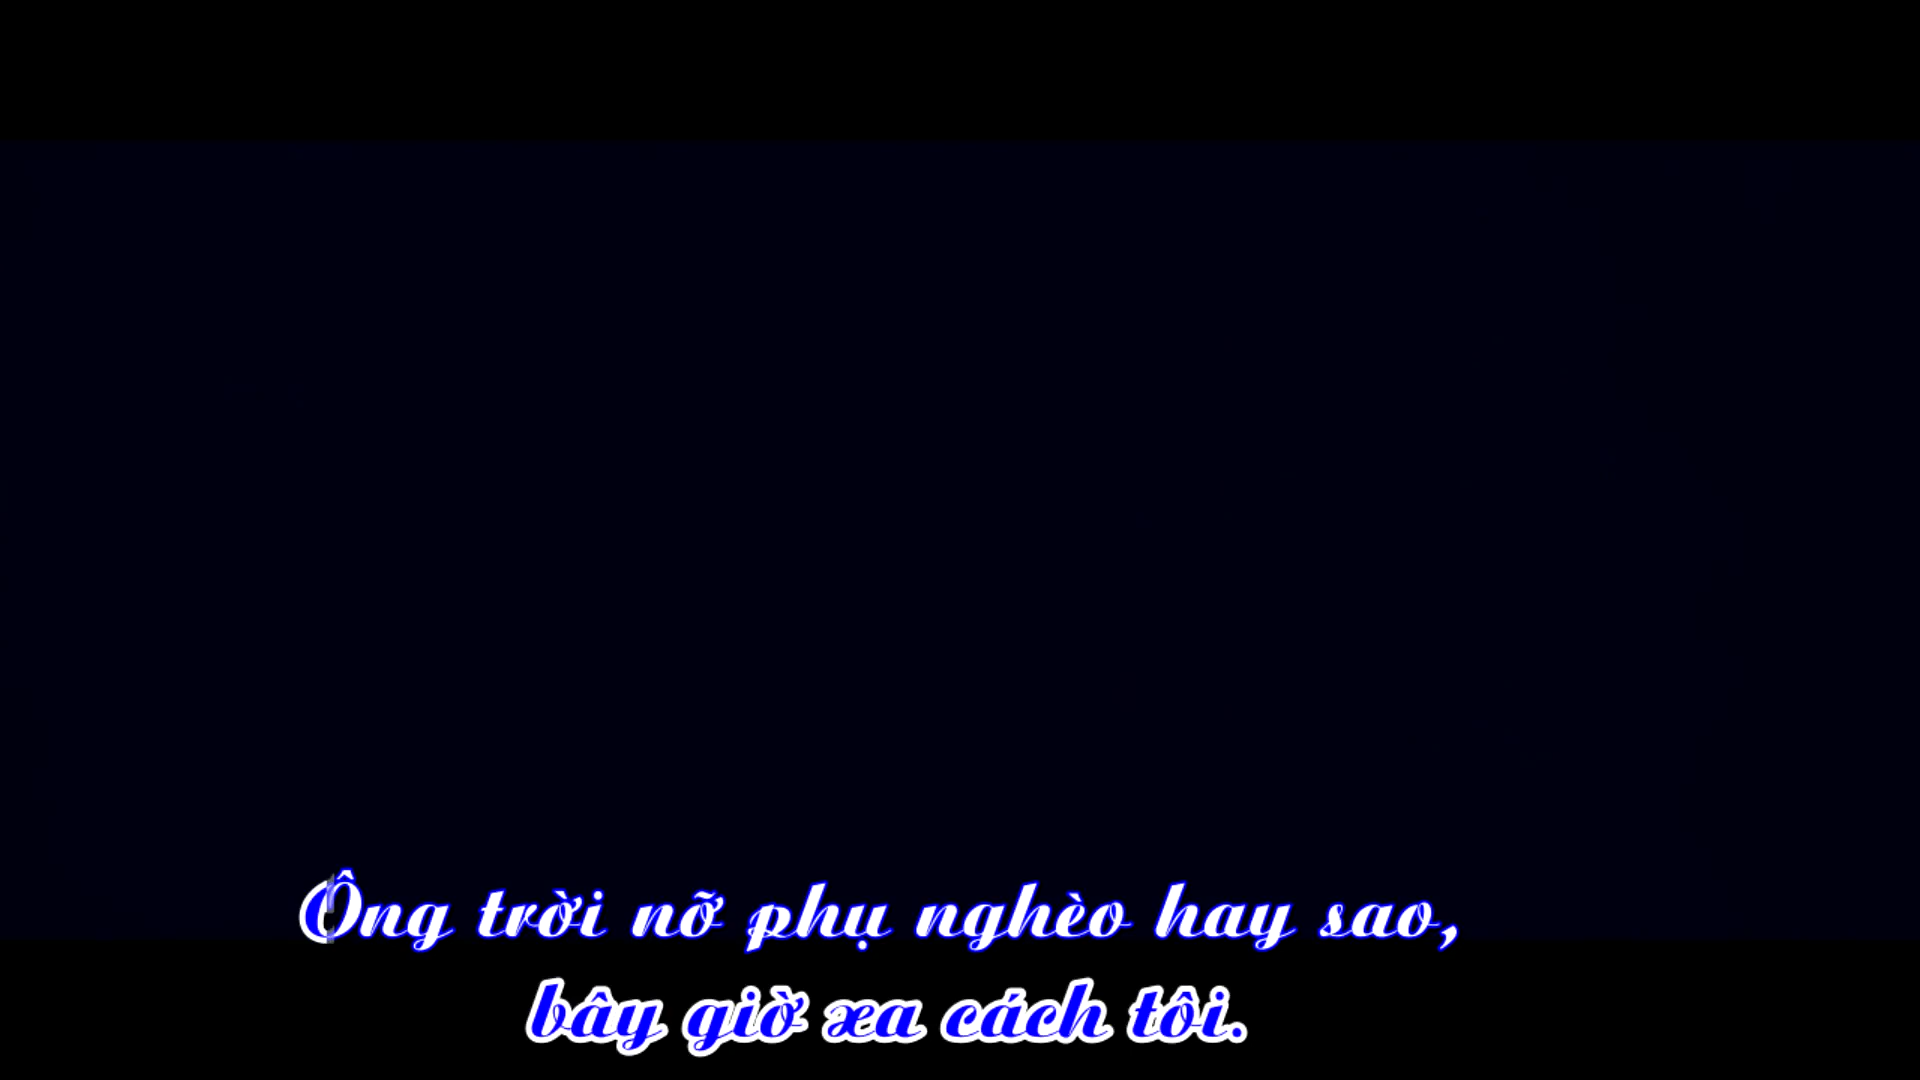 Ông trời nỡ phụ nghèo hay sao,
bây giờ xa cách tôi.